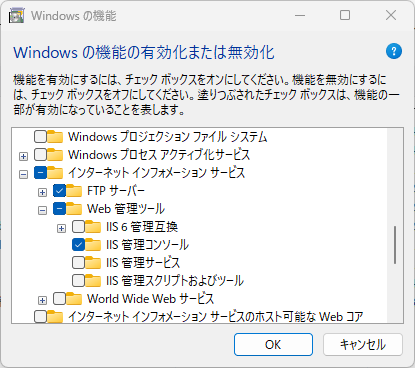 Windows の機能
Windows の機能の有効化または無効化
機能を有効にするには、チェック ボックスをオンにしてください。機能を無効にするに
は、チェック ボックスをオフにしてください。塗りつぶされたチェック ボックスは、機能の一
部が有効になっていることを表します。
Windows プロジェクション ファイル システム
Windows プロセス アクティブ化サービス
インターネット インフォメーション サービス
FTP サーバー
Web 管理ツール
IIS 6 管理互換
IIS 管理コンソール
IIS 管理サービス
IIS 管理スクリプトおよびツール
World Wide Web サービス
インターネット インフォメーション サービスのホスト可能な Web コア
OK
キャンセル